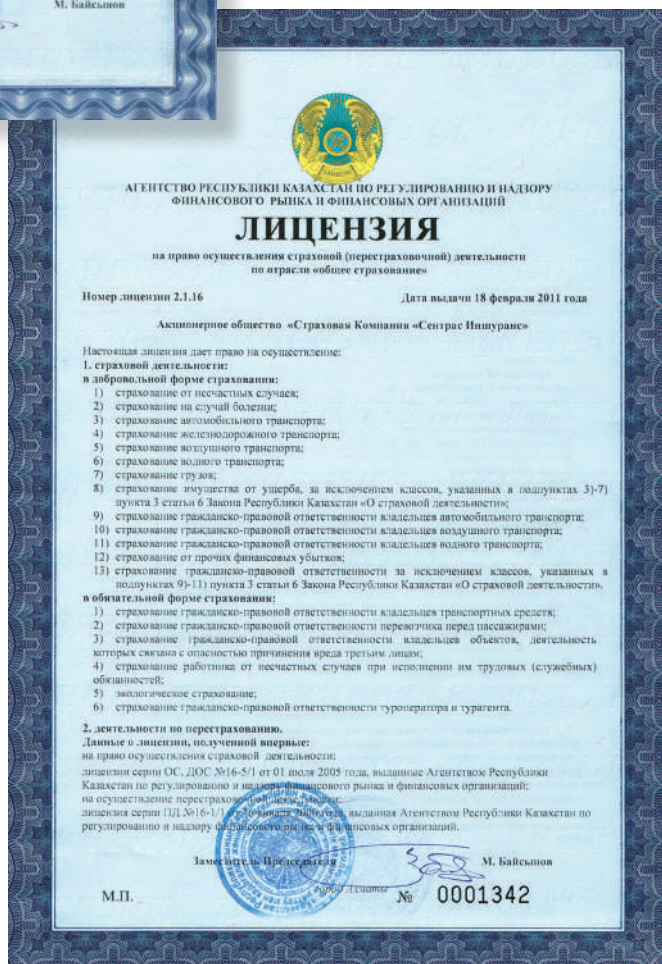 М. Байсынов
АГЕНТСТВО РЕСПУБЛИКИ КАЗАХСТАН ПО РЕГУЛИРОВАНИЮ И НАДЗОРУ
ФИНАНСОВОГО РЫНКА И ФИНАНСОВЫХ ОРГАНИЗАЦИЙ
ЛИЦЕНЗИЯ
на право осуществления страховой (перестраховочной) деятельности
по отрасли «общее страхование»
Номер лицензии 2.1.16 Дата выдачи 18 февраля 2011 года
Акционерное общество «Страховая Компания «Сентрас Иншуранс»
Настоящая лицензия дает право на осуществление:
1. страховой деятельности:
в добровольной форме страхования:
1) страхование от несчастных случаев;
2) страхование на случай болезни;
3) страхование автомобильного транспорта;
4) страхование железнодорожного транспорта;
5) страхование воздушного транспорта;
6) страхование водного транспорта;
7) страхование грузов;
8) страхование имущества от ущерба, за исключением классов, указанных в подпунктах 3)-7)
пункта 3 статьи 6 Закона Республики Казахстан «О страховой деятельности»;
9) страхование гражданско-правовой ответственности владельцев автомобильного транспорта;
10) страхование гражданско-правовой ответственности владельцев воздушного транспорта;
11) страхование гражданско-правовой ответственности владельцев водного транспорта;
12) страхование от прочих финансовых убытков;
13) страхование гражданско-правовой ответственности за исключением классов, указанных в
подпунктах 9)-11) пункта 3 статьи 6 Закона Республики Казахстан «О страховой деятельности».
в обязательной форме страхования:
1) страхование гражданско-правовой ответственности владельцев транспортных средств;
2) страхование гражданско-правовой ответственности перевозчика перед пассажирами;
3) страхование гражданско-правовой ответственности владельцев объектов, деятельность
которых связана с опасностью причинения вреда третьим лицам;
4) страхование работника от несчастных случаев при исполнении им трудовых (служебных)
обязанностей;
5) экологическое страхование;
6) страхование гражданско-правовой ответственности туроператора и турагента.
2. деятельности по перестрахованию.
Данные о лицензии, полученной впервые:
на право осуществления страховой деятельности:
лицензии серии ОС, ДОС №16-5/1 от 01 июля 2005 года, выданные Агентством Республики
Казахстан по регулированию и надзору финансового рынка и финансовых организаций;
на осуществление перестраховочной деятельности:
лицензия серии ПД №16-1/1 января 2006 года, выданная Агентством Республики Казахстан по
регулированию и надзору финансового рынка и финансовых организаций.
Заместитель Председателя М. Байсынов
М.П. город Алматы № 0001342